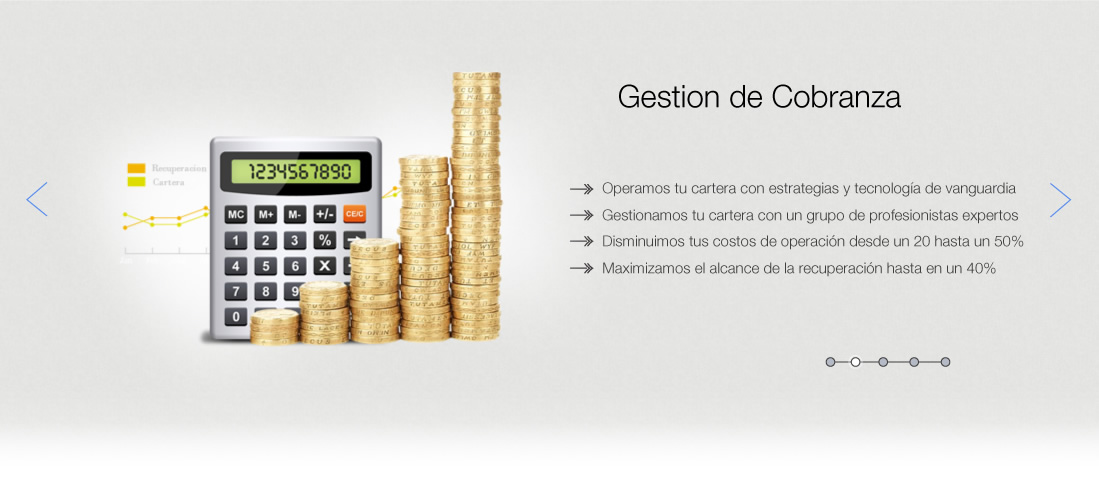 Gestion de Cobranza
Operamos tu cartera con estrategias y tecnología de vanguardia
Gestionamos tu cartera con un grupo de profesionistas expertos
Disminuimos tus costos de operación desde un 20 hasta un 50%
Maximizamos el alcance de la recuperación hasta en un 40%
Recuperacion
Cartera
1234567890
MC M+ M- +/- CE/C
1 2 3 %
4 5 6 X
7 8 9
0